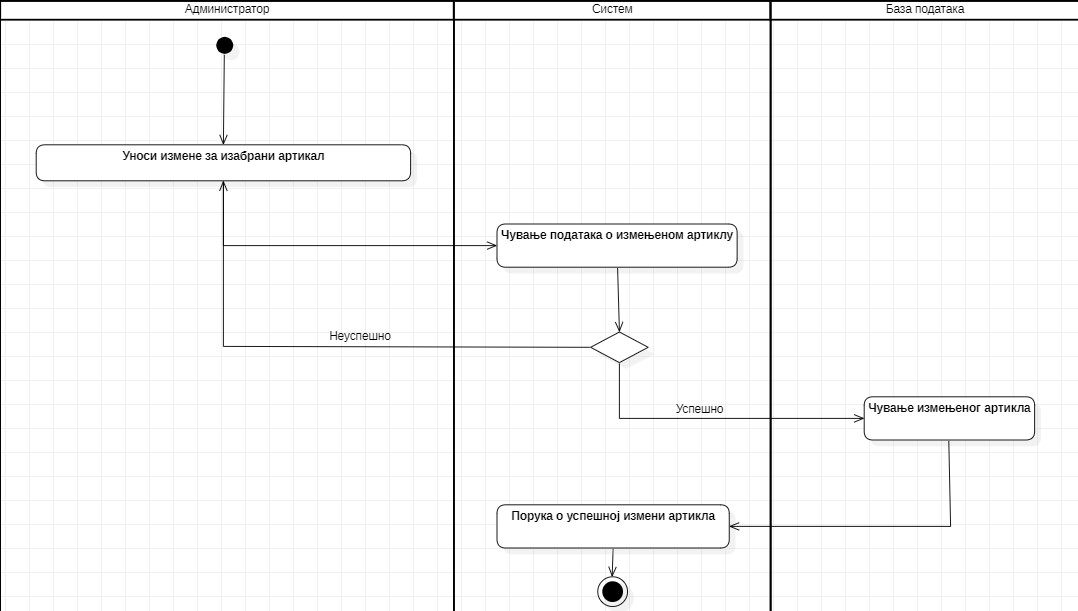 Администратор
Систем
База података
Уноси измене за изабрани артикал
Чување података о измењеном артиклу
Неуспешно
Успешно
Чување измењеног артикла
Порука о успешној измени артикла